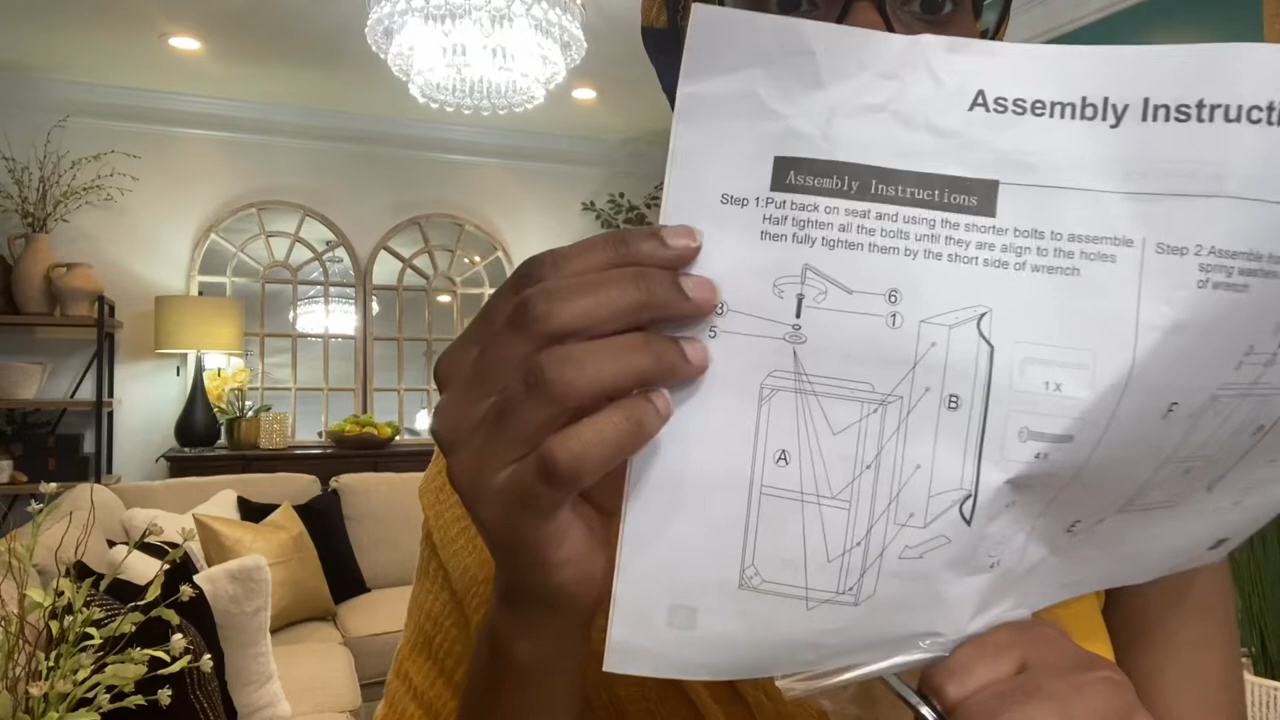 Assembly Instructi
Assembly Instructions
Step 1:Put back on seat and using the shorter bolts to assemble.
Half tighten all the bolts until they are align to the holes
then fully tighten them by the short side of wrench.
Step 2:Assemble
spring washers
of wrench
6
3
1
5
B
1 X
A
F
E